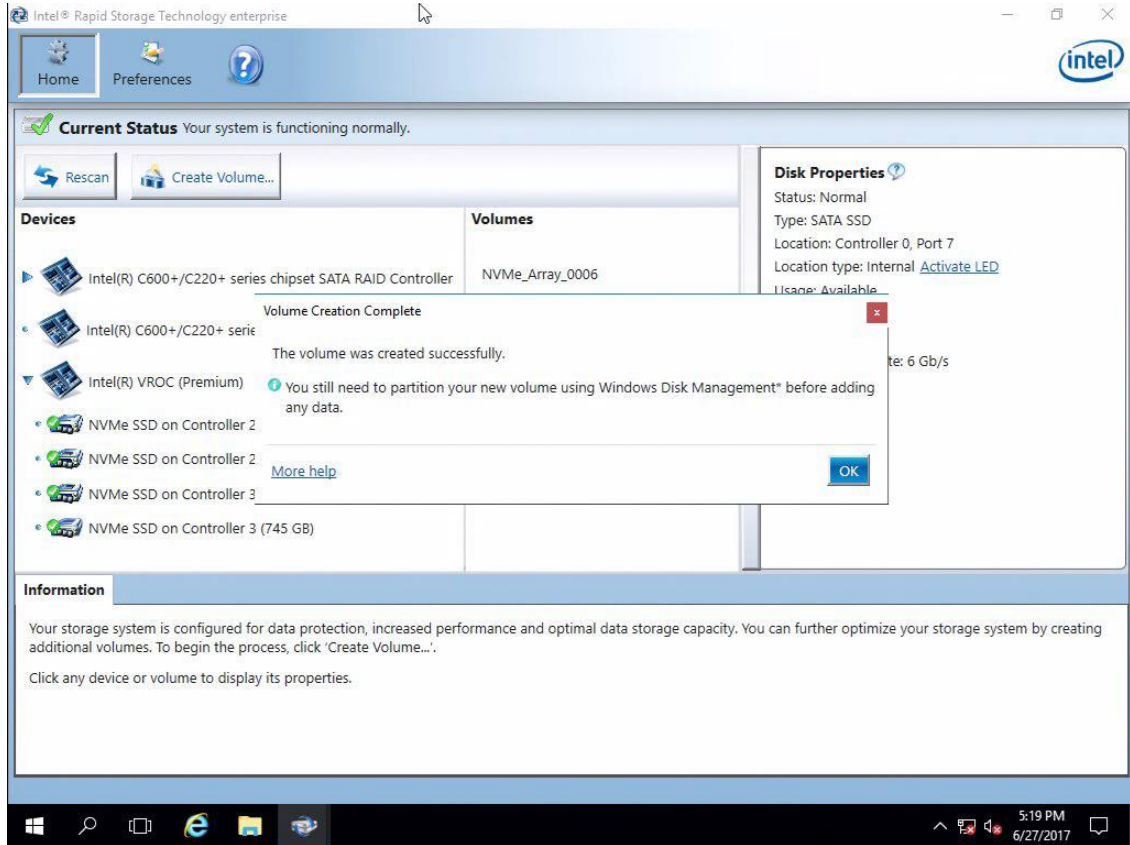 Intel® Rapid Storage Technology enterprise
Home
Preferences
?
intel
Current Status Your system is functioning normally.
Rescan
Create Volume...
Devices
Volumes
Intel(R) C600+/C220+ series chipset SATA RAID Controller
NVMe_Array_0006
Intel(R) C600+/C220+ serie
Intel(R) VROC (Premium)
NVMe SSD on Controller 2
NVMe SSD on Controller 2
NVMe SSD on Controller 3
NVMe SSD on Controller 3 (745 GB)
Volume Creation Complete
x
The volume was created successfully.
You still need to partition your new volume using Windows Disk Management* before adding
any data.
More help
OK
Disk Properties ?
Status: Normal
Type: SATA SSD
Location: Controller 0, Port 7
Location type: Internal Activate LED
Usage: Available
te: 6 Gb/s
Information
Your storage system is configured for data protection, increased performance and optimal data storage capacity. You can further optimize your storage system by creating
additional volumes. To begin the process, click 'Create Volume...'.
Click any device or volume to display its properties.
5:19 PM
6/27/2017